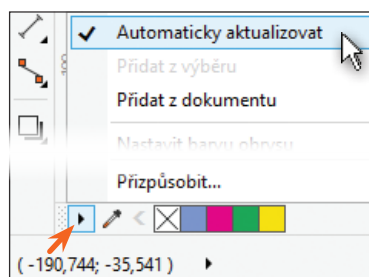 Automaticky aktualizovat
Přidat z výběru
Přidat z dokumentu
Nastavit barvu obrysu
Přizpůsobit...
( -190,744; -35,541 )